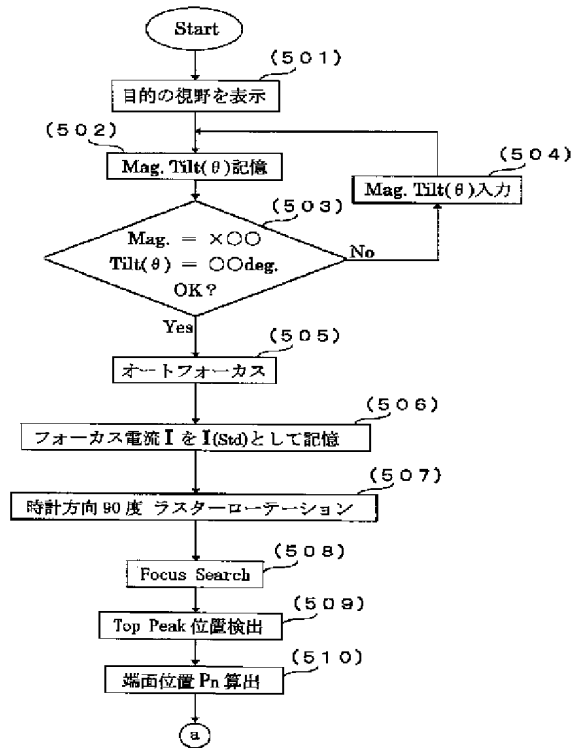 Start
(501)
目的の視野を表示
(502)
Mag. Tilt(θ)記憶
(503)
Mag. = ×○○
Tilt(θ) = ○○deg.
OK?
No
(504)
Mag. Tilt(θ)入力
Yes
(505)
オートフォーカス
(506)
フォーカス電流IをI(Std)として記憶
(507)
時計方向90度 ラスターローテーション
(508)
Focus Search
(509)
Top Peak 位置検出
(510)
端面位置 Pn 算出
a